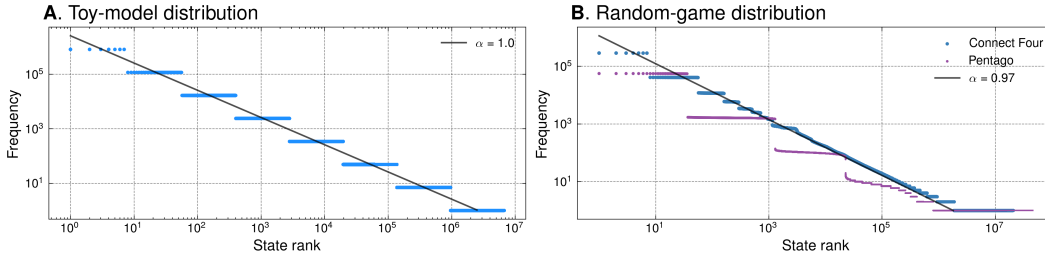 A. Toy-model distribution
α = 1.0
10^5
10^3
10^1
Frequency
10^0 10^1 10^2 10^3 10^4 10^5 10^6 10^7
State rank
B. Random-game distribution
Connect Four
Pentago
α = 0.97
10^5
10^3
10^1
Frequency
10^1 10^3 10^5 10^7
State rank